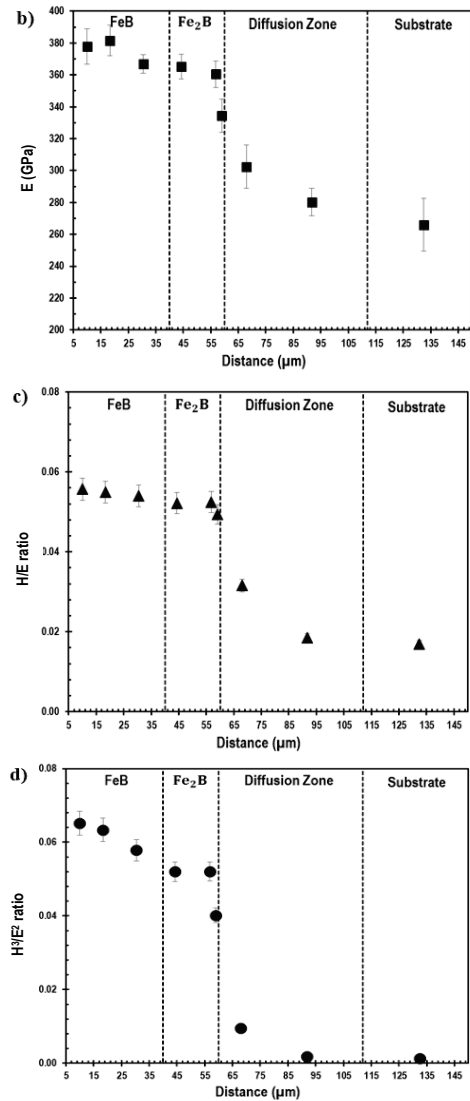 b)
FeB Fe₂B Diffusion Zone Substrate
400
380
360
340
320
300
280
260
240
220
200
E (GPa)
5 15 25 35 45 55 65 75 85 95 105 115 125 135 145
Distance (µm)
c)
0.08
FeB Fe₂B Diffusion Zone Substrate
0.06
0.04
0.02
0.00
H/E ratio
5 15 25 35 45 55 65 75 85 95 105 115 125 135 145
Distance (µm)
d)
0.08
FeB Fe₂B Diffusion Zone Substrate
0.06
0.04
0.02
0.00
H³/E² ratio
5 15 25 35 45 55 65 75 85 95 105 115 125 135 145
Distance (µm)